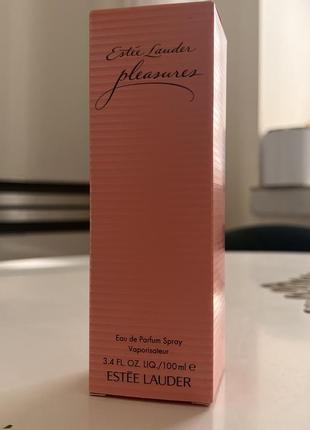 Estée Lauder
pleasures
Eau de Parfum Spray
Vaporisateur
3.4 FL. OZ. LIQ./100 ml ℮
ESTĒE LAUDER